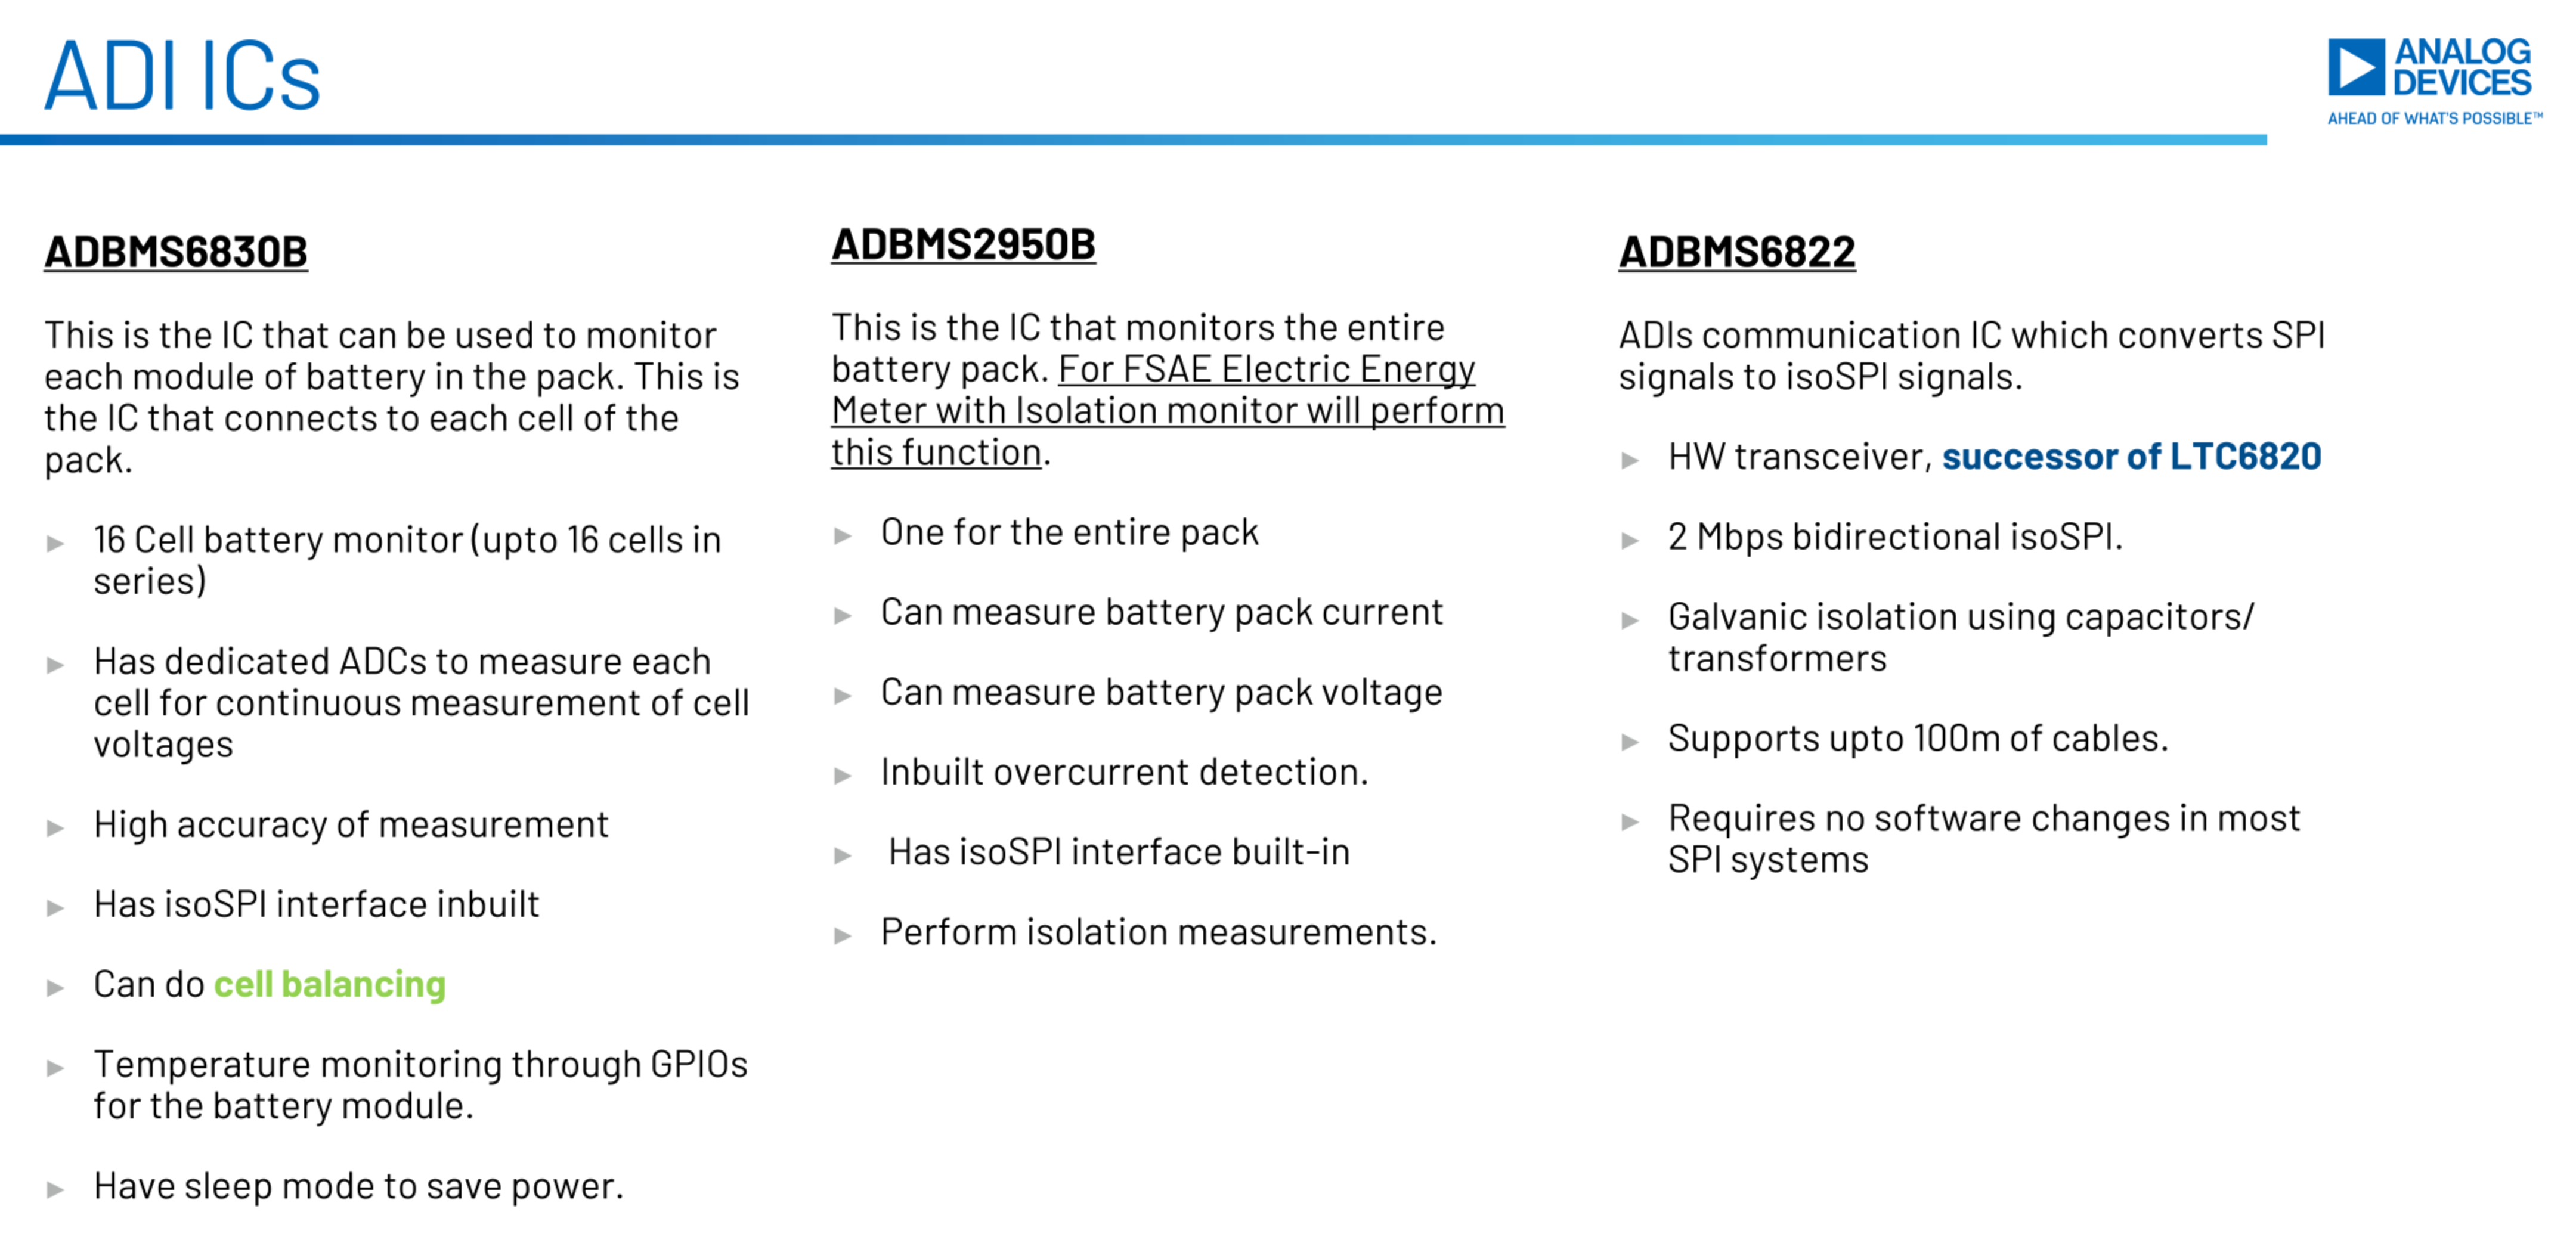 ADI ICs
ANALOG
DEVICES
AHEAD OF WHAT'S POSSIBLE™
ADBMS6830B
This is the IC that can be used to monitor
each module of battery in the pack. This is
the IC that connects to each cell of the
pack.
► 16 Cell battery monitor (upto 16 cells in
series)
► Has dedicated ADCs to measure each
cell for continuous measurement of cell
voltages
► High accuracy of measurement
► Has isoSPI interface inbuilt
► Can do cell balancing
► Temperature monitoring through GPIOs
for the battery module.
► Have sleep mode to save power.
ADBMS2950B
This is the IC that monitors the entire
battery pack. For FSAE Electric Energy
Meter with Isolation monitor will perform
this function.
► One for the entire pack
► Can measure battery pack current
► Can measure battery pack voltage
► Inbuilt overcurrent detection.
► Has isoSPI interface built-in
► Perform isolation measurements.
ADBMS6822
ADIs communication IC which converts SPI
signals to isoSPI signals.
► HW transceiver, successor of LTC6820
► 2 Mbps bidirectional isoSPI.
► Galvanic isolation using capacitors/
transformers
► Supports upto 100m of cables.
► Requires no software changes in most
SPI systems